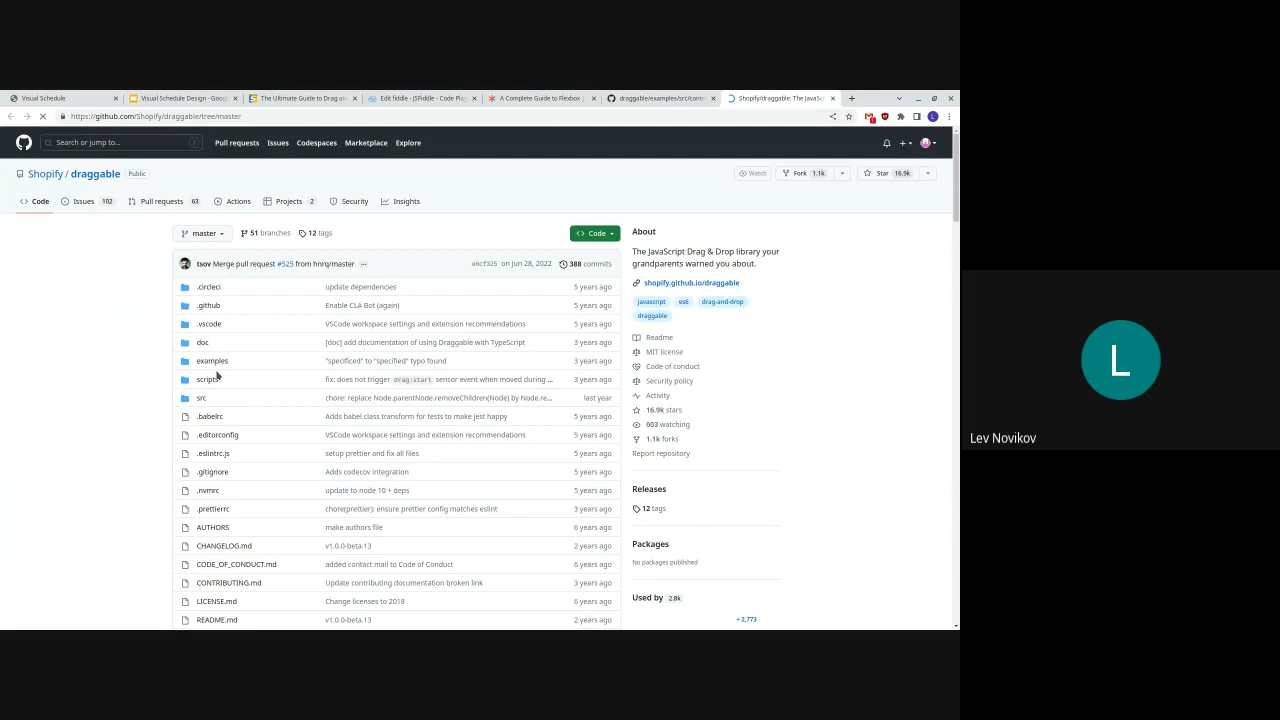 Visual Schedule
Visual Schedule Design - Goog
The Ultimate Guide to Drag an
Edit fiddle - JSFiddle - Code Play
A Complete Guide to Flexbox
draggable/examples/src/conte
Shopify/draggable: The JavaSc
https://github.com/Shopify/draggable/tree/master
Search or jump to...
Pull requests Issues Codespaces Marketplace Explore
Shopify / draggable Public
Watch Fork 1.1k Star 16.9k
Code Issues 102 Pull requests 63 Actions Projects 2 Security Insights
master 51 branches 12 tags Code
tsov Merge pull request #525 from hnrq/master e6cf325 on Jun 28, 2022 388 commits
.circleci update dependencies 5 years ago
.github Enable CLA Bot (again) 5 years ago
.vscode VSCode workspace settings and extension recommendations 5 years ago
doc [doc] add documentation of using Draggable with TypeScript 3 years ago
examples "specificed" to "specified" typo found 3 years ago
scripts fix: does not trigger drag:start sensor event when moved during ... 3 years ago
src chore: replace Node.parentNode.removeChildren(Node) by Node.re... last year
.babelrc Adds babel class transform for tests to make jest happy 5 years ago
.editorconfig VSCode workspace settings and extension recommendations 5 years ago
.eslintrc.js setup prettier and fix all files 5 years ago
.gitignore Adds codecov integration 5 years ago
.nvmrc update to node 10 + deps 5 years ago
.prettierrc chore(prettier): ensure prettier config matches eslint 3 years ago
AUTHORS make authors file 6 years ago
CHANGELOG.md v1.0.0-beta.13 2 years ago
CODE_OF_CONDUCT.md added contact mail to Code of Conduct 6 years ago
CONTRIBUTING.md Update contributing documentation broken link 3 years ago
LICENSE.md Change licenses to 2018 6 years ago
README.md v1.0.0-beta.13 2 years ago
About
The JavaScript Drag & Drop library your
grandparents warned you about.
shopify.github.io/draggable
javascript es6 drag-and-drop
draggable
Readme
MIT license
Code of conduct
Security policy
Activity
16.9k stars
603 watching
1.1k forks
Report repository
Releases
12 tags
Packages
No packages published
Used by 2.8k
+ 2,773
L
Lev Novikov